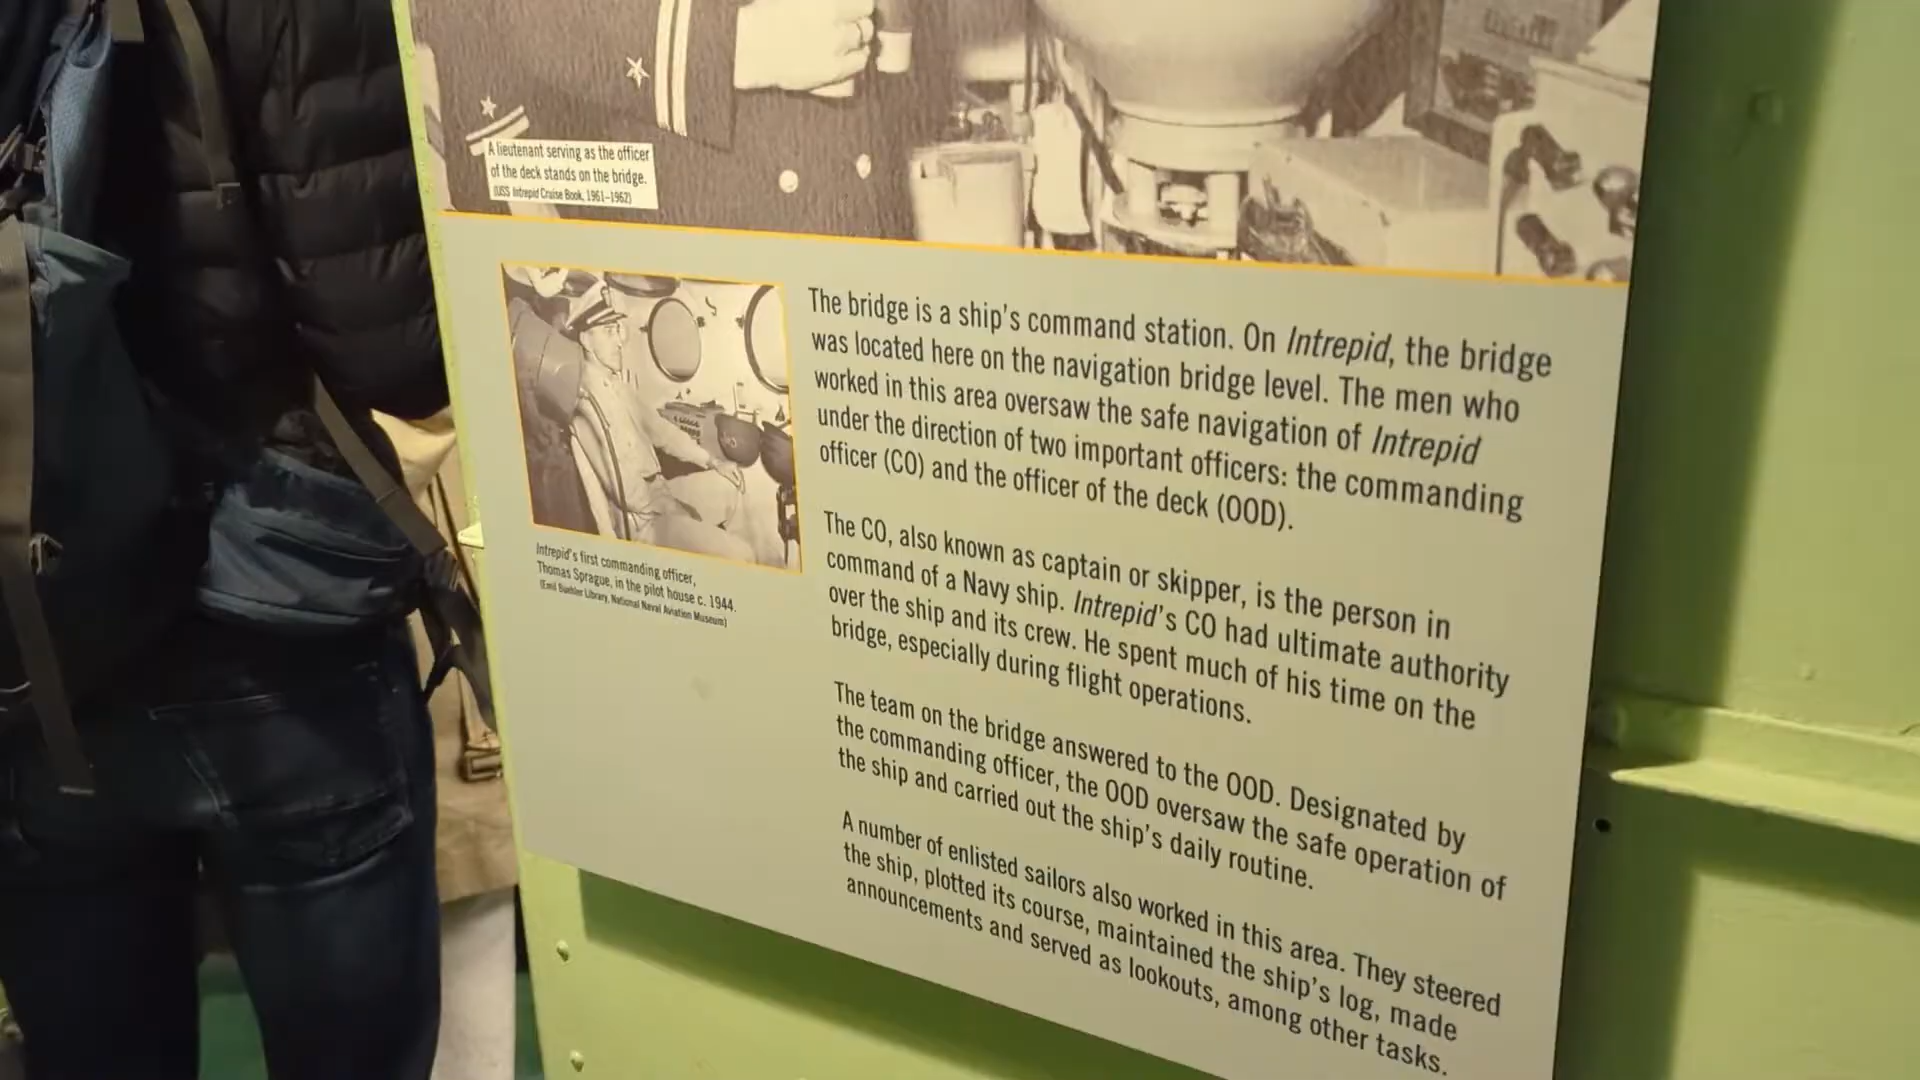 A lieutenant serving as the officer
of the deck stands on the bridge.
(USS Intrepid Cruise Book, 1961–1962)
Intrepid's first commanding officer,
Thomas Sprague, in the pilot house c. 1944.
(Emil Buehler Library, National Naval Aviation Museum)
The bridge is a ship's command station. On Intrepid, the bridge
was located here on the navigation bridge level. The men who
worked in this area oversaw the safe navigation of Intrepid
under the direction of two important officers: the commanding
officer (CO) and the officer of the deck (OOD).
The CO, also known as captain or skipper, is the person in
command of a Navy ship. Intrepid's CO had ultimate authority
over the ship and its crew. He spent much of his time on the
bridge, especially during flight operations.
The team on the bridge answered to the OOD. Designated by
the commanding officer, the OOD oversaw the safe operation of
the ship and carried out the ship's daily routine.
A number of enlisted sailors also worked in this area. They steered
the ship, plotted its course, maintained the ship's log, made
announcements and served as lookouts, among other tasks.